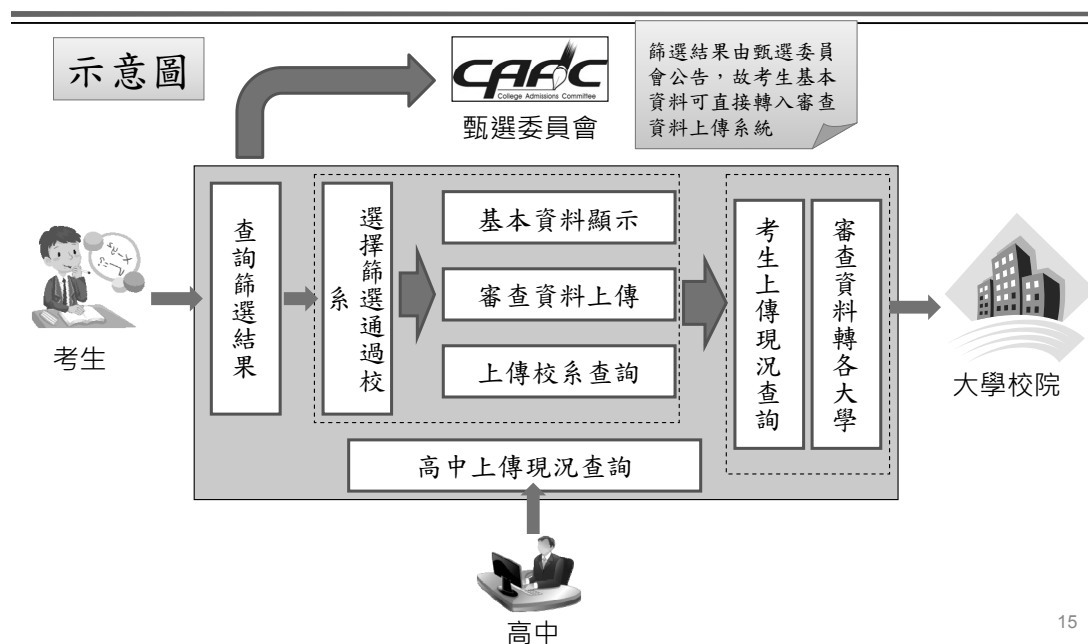 示意圖
CAAC
College Admissions Committee
甄選委員會
篩選結果由甄選委員
會公告，故考生基本
資料可直接轉入審查
資料上傳系統
考生
查詢篩選結果
選擇篩選通過校
系
基本資料顯示
審查資料上傳
上傳校系查詢
考生上傳現況查詢
審查資料轉各大學
大學校院
高中上傳現況查詢
高中
15